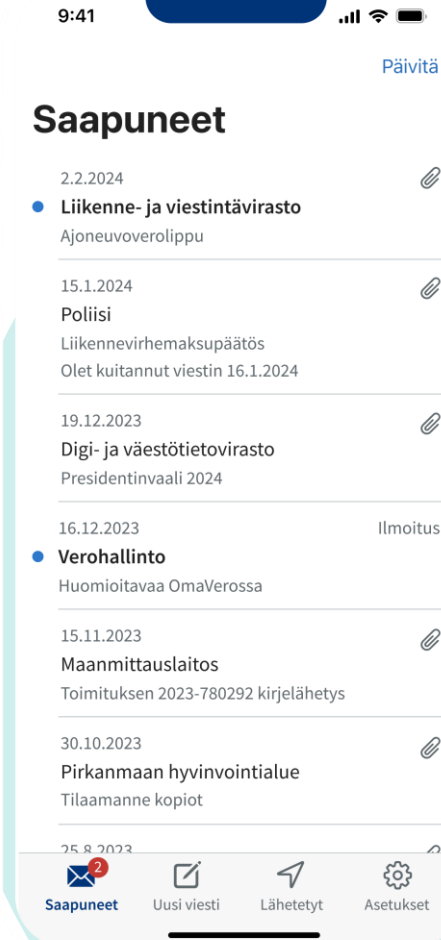 9:41
Päivitä
Saapuneet
2.2.2024
Liikenne- ja viestintävirasto
Ajoneuvoverolippu
15.1.2024
Poliisi
Liikennevirhemaksupäätös
Olet kuitannut viestin 16.1.2024
19.12.2023
Digi- ja väestötietovirasto
Presidentinvaali 2024
16.12.2023 Ilmoitus
Verohallinto
Huomioitavaa OmaVerossa
15.11.2023
Maanmittauslaitos
Toimituksen 2023-780292 kirjelähetys
30.10.2023
Pirkanmaan hyvinvointialue
Tilaamanne kopiot
25.8.2023
2
Saapuneet Uusi viesti Lähetetyt Asetukset